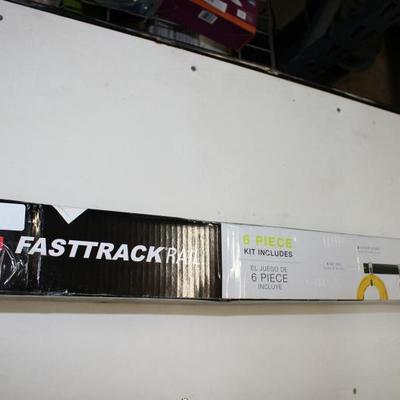 FASTTRACK RAIL
6 PIECE
KIT INCLUDES
EL JUEGO DE
6 PIECE
INCLUYE